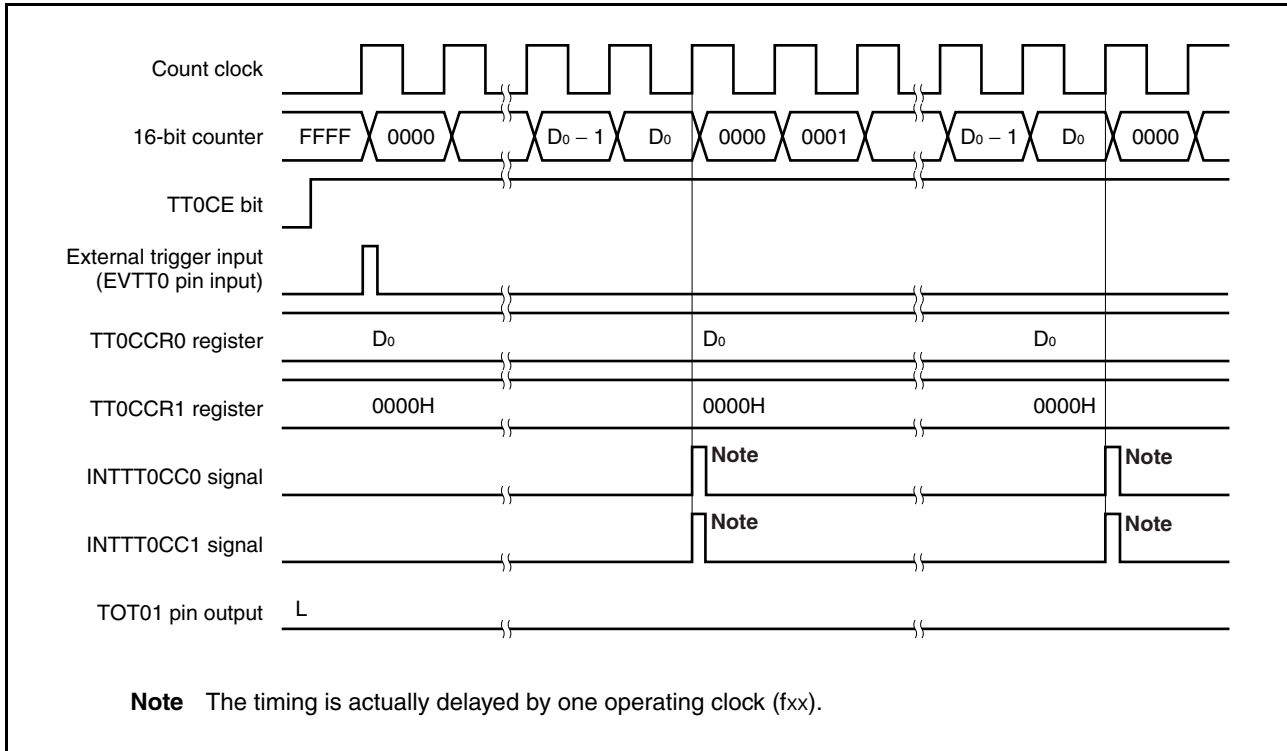 Count clock
16-bit counter FFFF 0000 D₀ − 1 D₀ 0000 0001 D₀ − 1 D₀ 0000
TT0CE bit
External trigger input
(EVTT0 pin input)
TT0CCR0 register D₀ D₀ D₀
TT0CCR1 register 0000H 0000H 0000H
INTTT0CC0 signal Note Note
INTTT0CC1 signal Note Note
TOT01 pin output L
Note The timing is actually delayed by one operating clock (fxx).